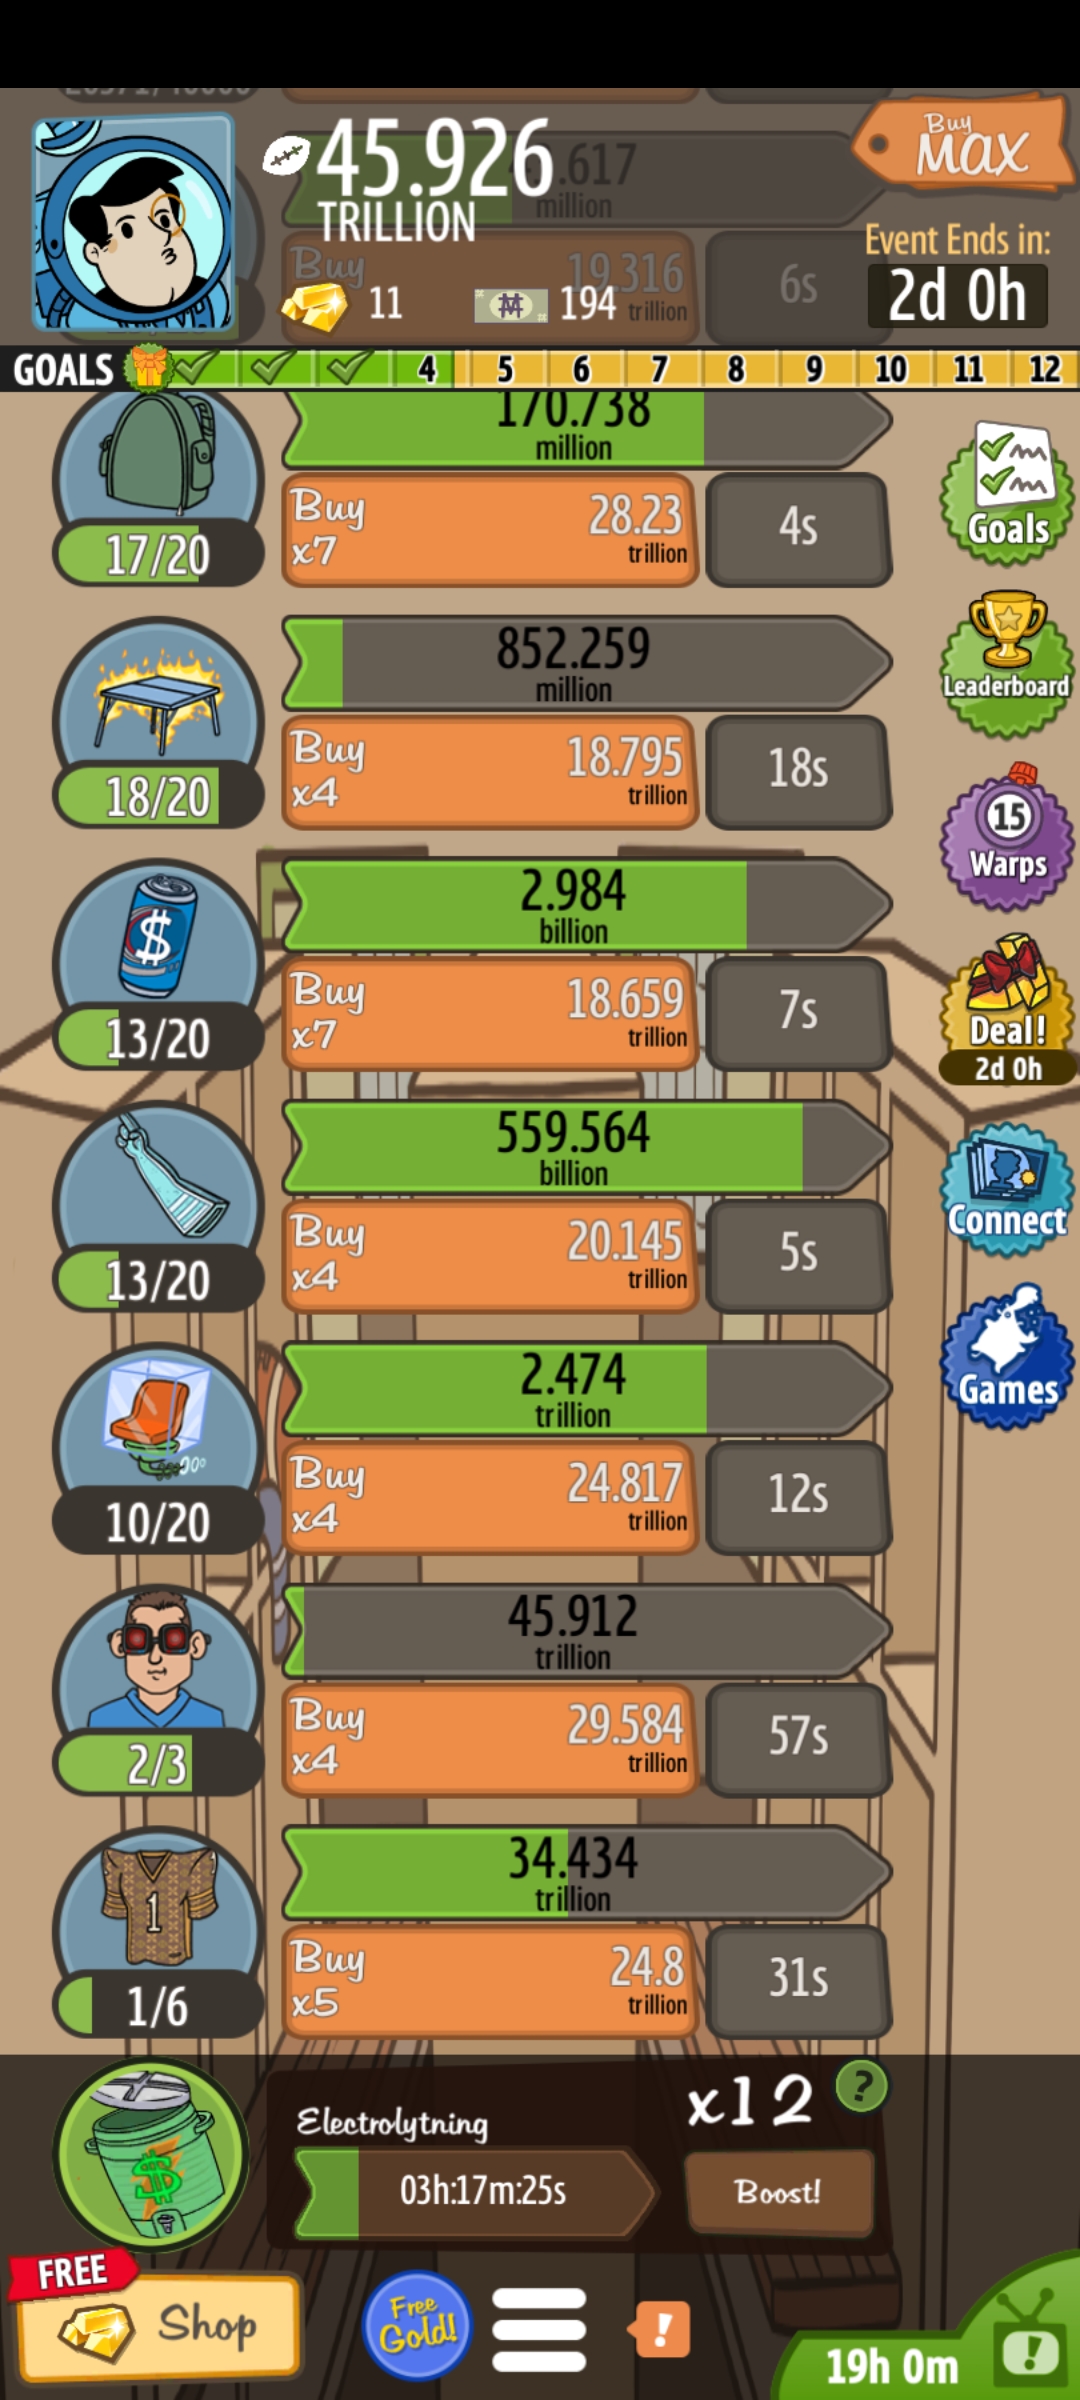 45.926
TRILLION
.617
million
Buy
MAX
Event Ends in:
2d 0h
Buy
19.316
trillion
6s
11
194
GOALS 4 5 6 7 8 9 10 11 12
170.738
million
Buy
x7
28.23
trillion
4s
17/20
Goals
852.259
million
Buy
x4
18.795
trillion
18s
18/20
Leaderboard
15
Warps
2.984
billion
Buy
x7
18.659
trillion
7s
$
13/20
Deal!
2d 0h
559.564
billion
Buy
x4
20.145
trillion
5s
13/20
Connect
2.474
trillion
Buy
x4
24.817
trillion
12s
10/20
Games
45.912
trillion
Buy
x4
29.584
trillion
57s
2/3
34.434
trillion
Buy
x5
24.8
trillion
31s
1
1/6
Electrolytning
x12
?
03h:17m:25s
Boost!
$
FREE
Shop
Free
Gold!
!
19h 0m
!